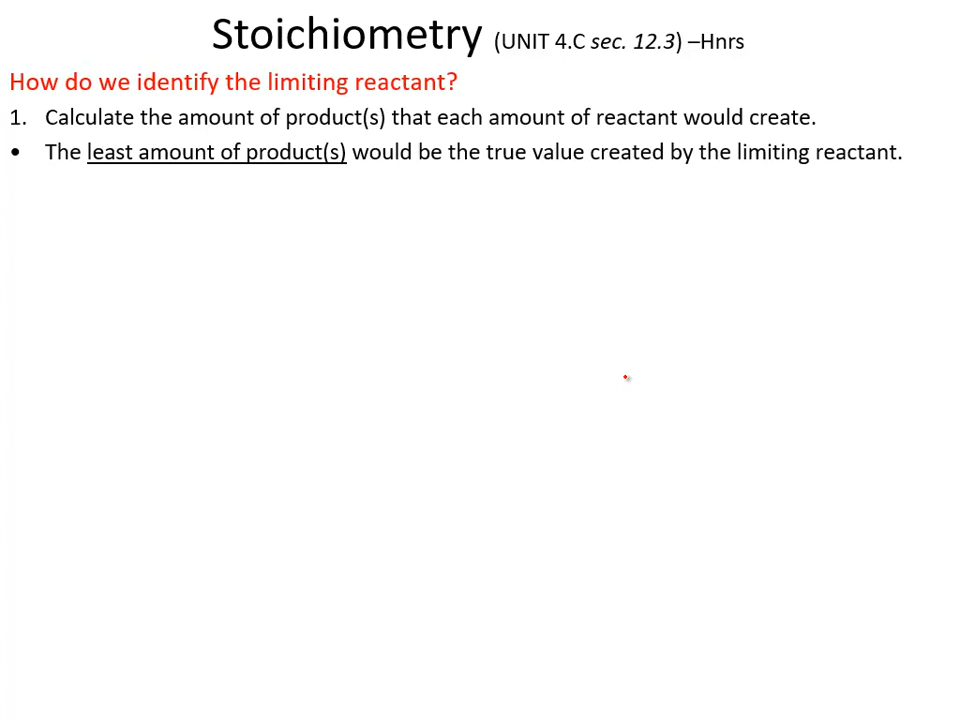 Stoichiometry (UNIT 4.C sec. 12.3) –Hnrs
How do we identify the limiting reactant?
1. Calculate the amount of product(s) that each amount of reactant would create.
• The least amount of product(s) would be the true value created by the limiting reactant.